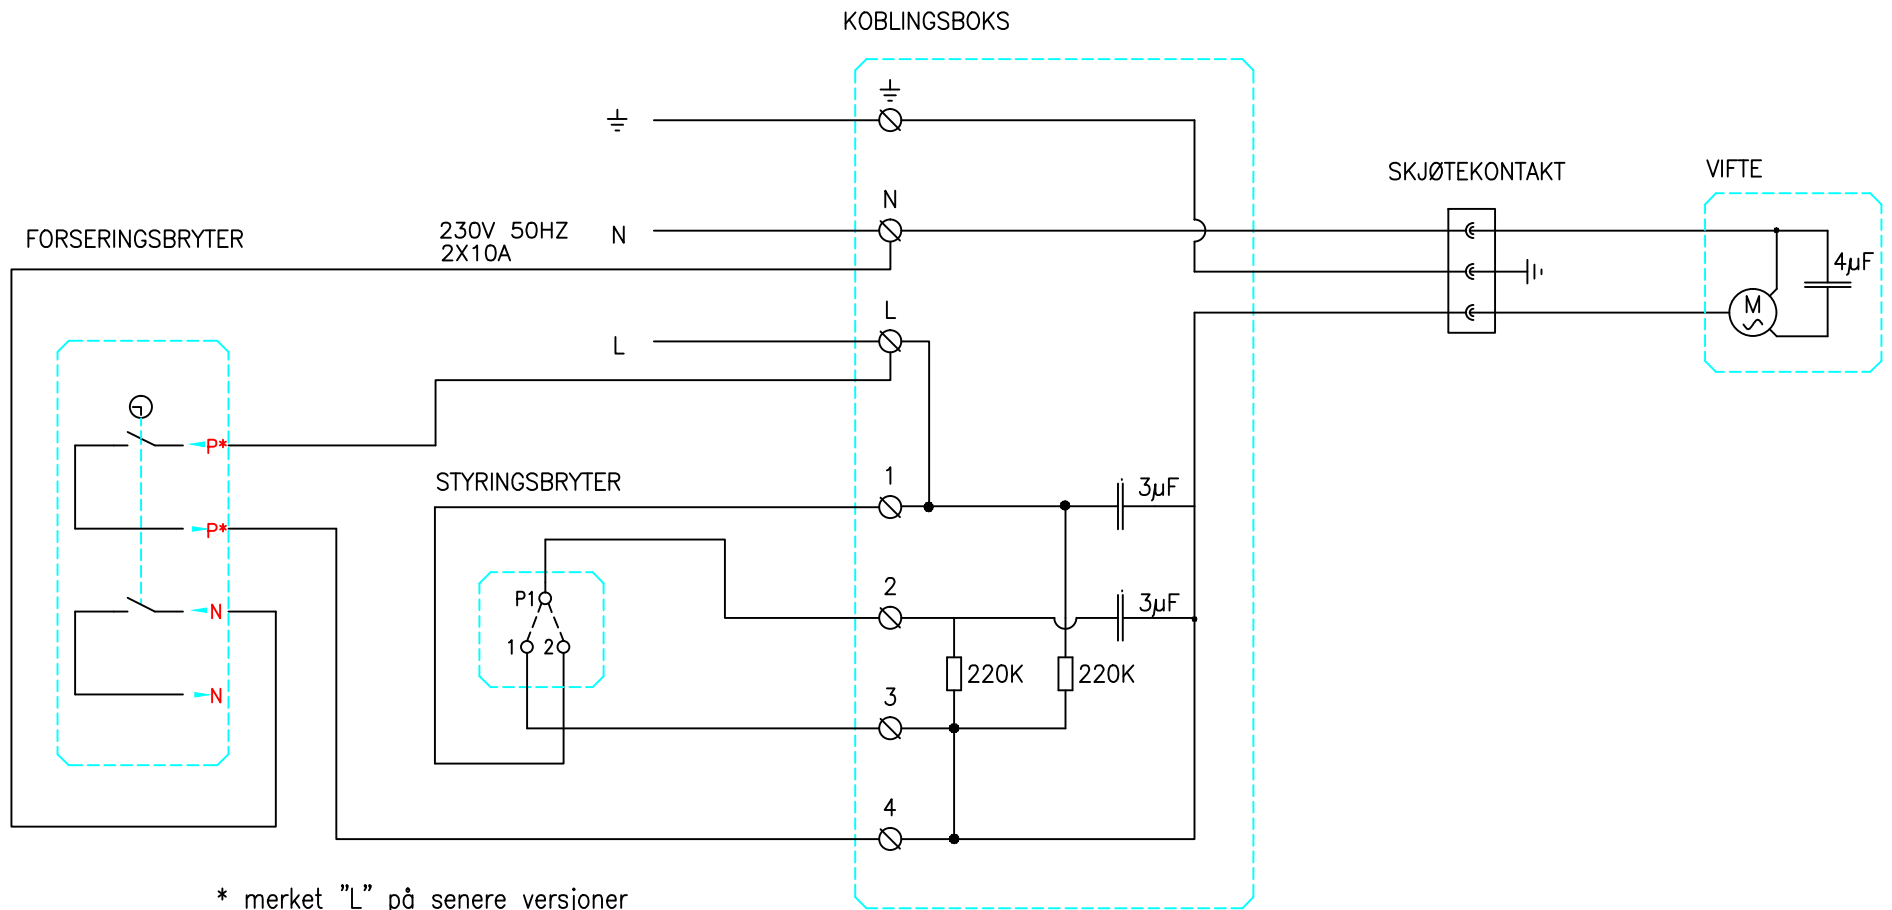 KOBLINGSBOKS
SKJØTEKONTAKT
VIFTE
N
FORSERINGSBRYTER
230V 50HZ
2X10A
N
4µF
M
L
L
P*
STYRINGSBRYTER
1
3µF
P*
2
3µF
P1
N
1
2
220K
220K
3
N
4
* merket "L" på senere versjoner